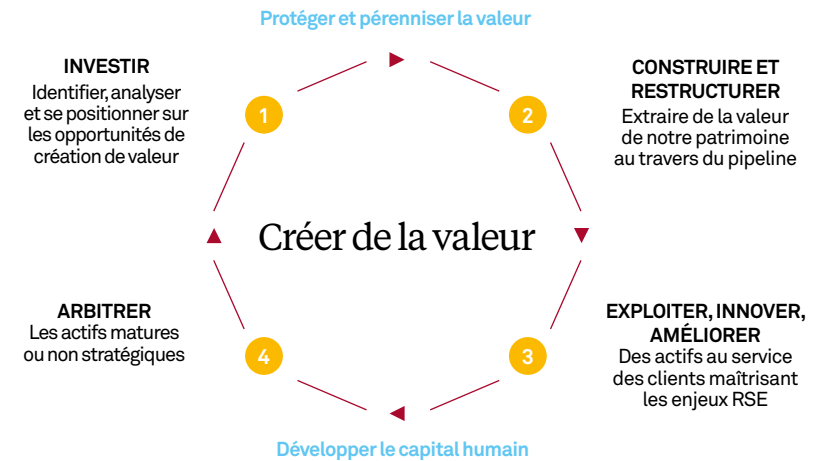 Protéger et pérenniser la valeur
INVESTIR
Identifier, analyser
et se positionner sur
les opportunités de
création de valeur
1
2
CONSTRUIRE ET
RESTRUCTURER
Extraire de la valeur
de notre patrimoine
au travers du pipeline
Créer de la valeur
ARBITRER
Les actifs matures
ou non stratégiques
4
3
EXPLOITER, INNOVER,
AMÉLIORER
Des actifs au service
des clients maîtrisant
les enjeux RSE
Développer le capital humain